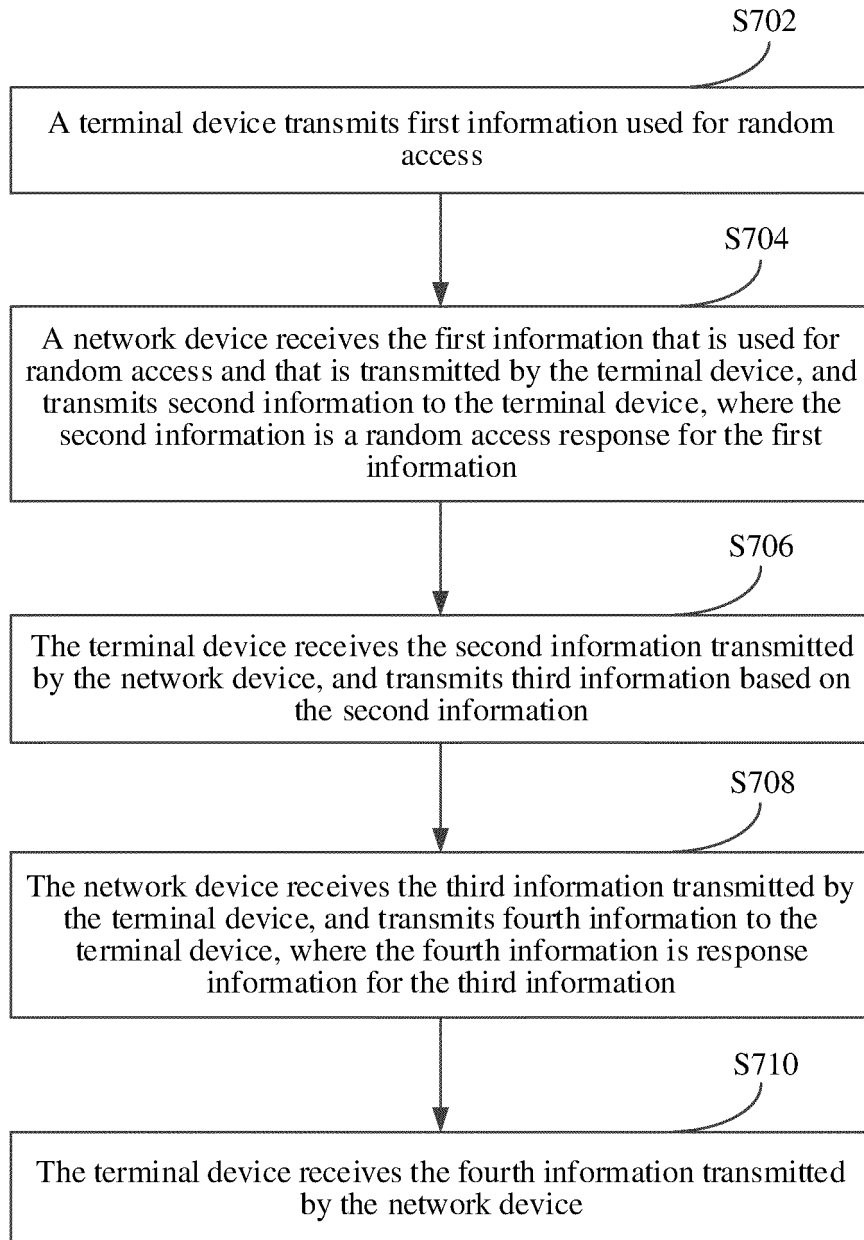 S702
A terminal device transmits first information used for random
access
S704
A network device receives the first information that is used for
random access and that is transmitted by the terminal device, and
transmits second information to the terminal device, where the
second information is a random access response for the first
information
S706
The terminal device receives the second information transmitted
by the network device, and transmits third information based on
the second information
S708
The network device receives the third information transmitted by
the terminal device, and transmits fourth information to the
terminal device, where the fourth information is response
information for the third information
S710
The terminal device receives the fourth information transmitted
by the network device